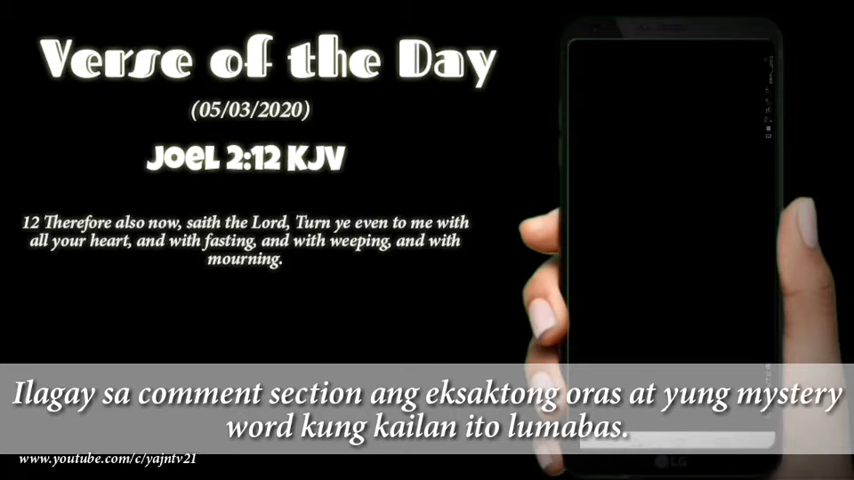 Verse of the Day
(05/03/2020)
Joel 2:12 KJV
12 Therefore also now, saith the Lord, Turn ye even to me with
all your heart, and with fasting, and with weeping, and with
mourning.
Ilagay sa comment section ang eksaktong oras at yung mystery
word kung kailan ito lumabas.
www.youtube.com/c/yajntv21
LG